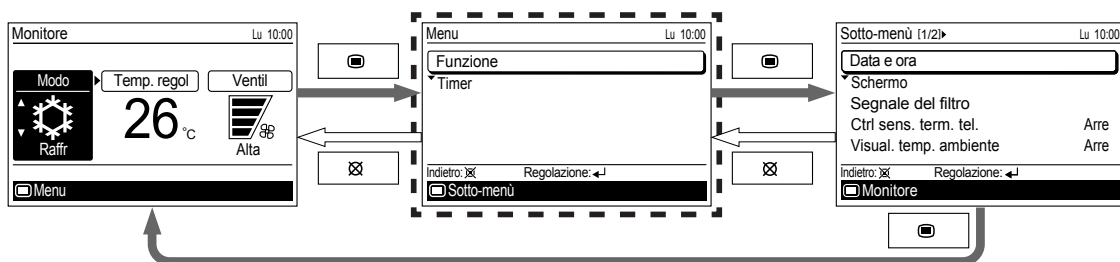 Monitore Lu 10:00
Modo Temp. regol Ventil
26 °C
Raffr Alta
Menu
Menu Lu 10:00
Funzione
Timer
Indietro: Regolazione:
Sotto-menù
Sotto-menù [1/2] Lu 10:00
Data e ora
Schermo
Segnale del filtro
Ctrl sens. term. tel. Arre
Visual. temp. ambiente Arre
Indietro: Regolazione:
Monitore